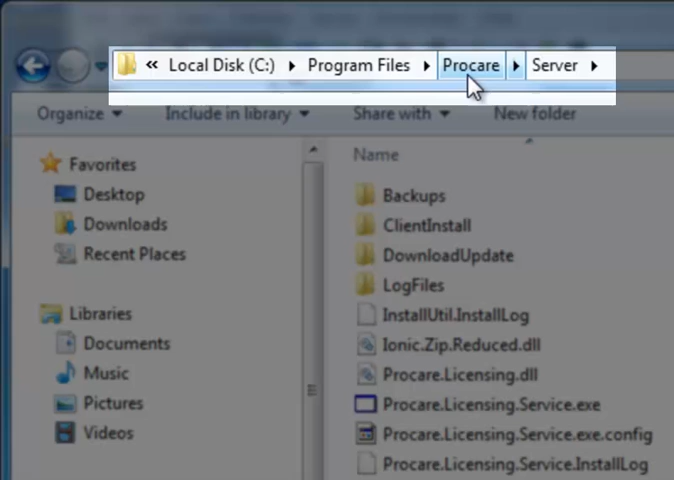 « Local Disk (C:) Program Files Procare Server
Organize Include in library Share with New folder
Name
Favorites
Desktop
Downloads
Recent Places
Libraries
Documents
Music
Pictures
Videos
Backups
ClientInstall
DownloadUpdate
LogFiles
InstallUtil.InstallLog
Ionic.Zip.Reduced.dll
Procare.Licensing.dll
Procare.Licensing.Service.exe
Procare.Licensing.Service.exe.config
Procare.Licensing.Service.InstallLog